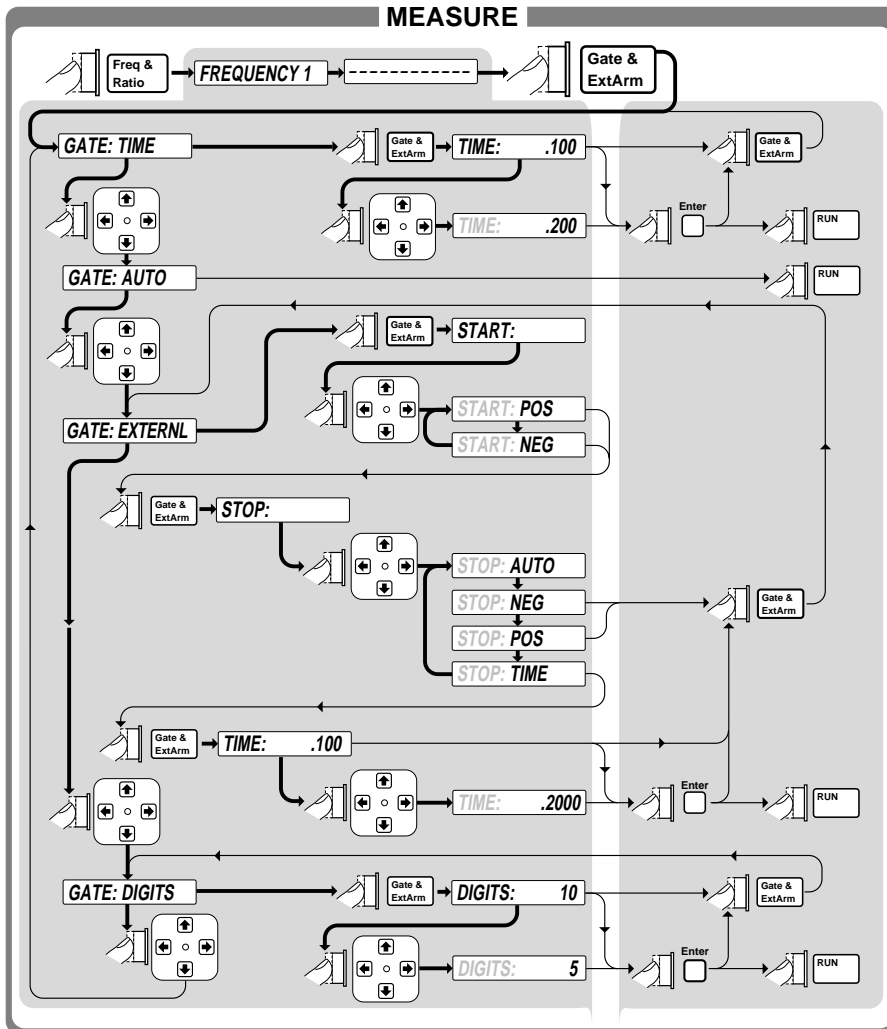 MEASURE
Freq &
Ratio
FREQUENCY 1
-------------
Gate &
ExtArm
GATE: TIME
Gate &
ExtArm
TIME: .100
Gate &
ExtArm
TIME: .200
Enter
RUN
GATE: AUTO
RUN
Gate &
ExtArm
START:
GATE: EXTERNL
START: POS
START: NEG
Gate &
ExtArm
STOP:
STOP: AUTO
STOP: NEG
Gate &
ExtArm
STOP: POS
STOP: TIME
Gate &
ExtArm
TIME: .100
TIME: .2000
Enter
RUN
GATE: DIGITS
Gate &
ExtArm
DIGITS: 10
Gate &
ExtArm
DIGITS: 5
Enter
RUN